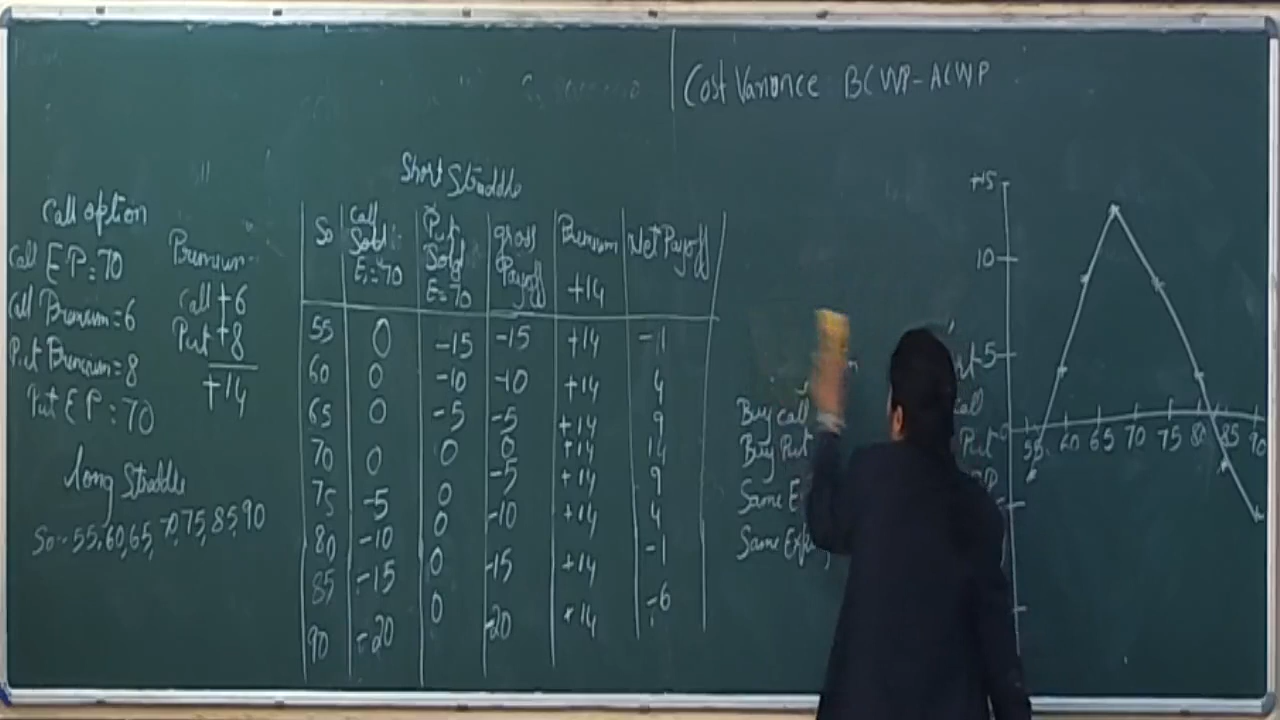 Cost Variance BCWP-ACWP
Short Straddle
Call option
Call EP=70
Call Premium=6
Put Premium=8
Put EP=70
Premium
Call +6
Put +8
+14
Long Straddle
So- 55,60,65,70,75,85,90
So | Call Sold E=70 | Put Sold E=70 | Gross Payoff | Premium +14 | Net Payoff
55 0 -15 -15 +14 -1
60 0 -10 -10 +14 4
65 0 -5 -5 +14 9
70 0 0 0 +14 14
75 -5 0 -5 +14 9
80 -10 0 -10 +14 4
85 -15 0 -15 +14 -1
90 -20 0 -20 +14 -6
Buy call
Buy Put
Same E
Same Exp
Put
+15
10
5
55 60 65 70 75 80 85 90